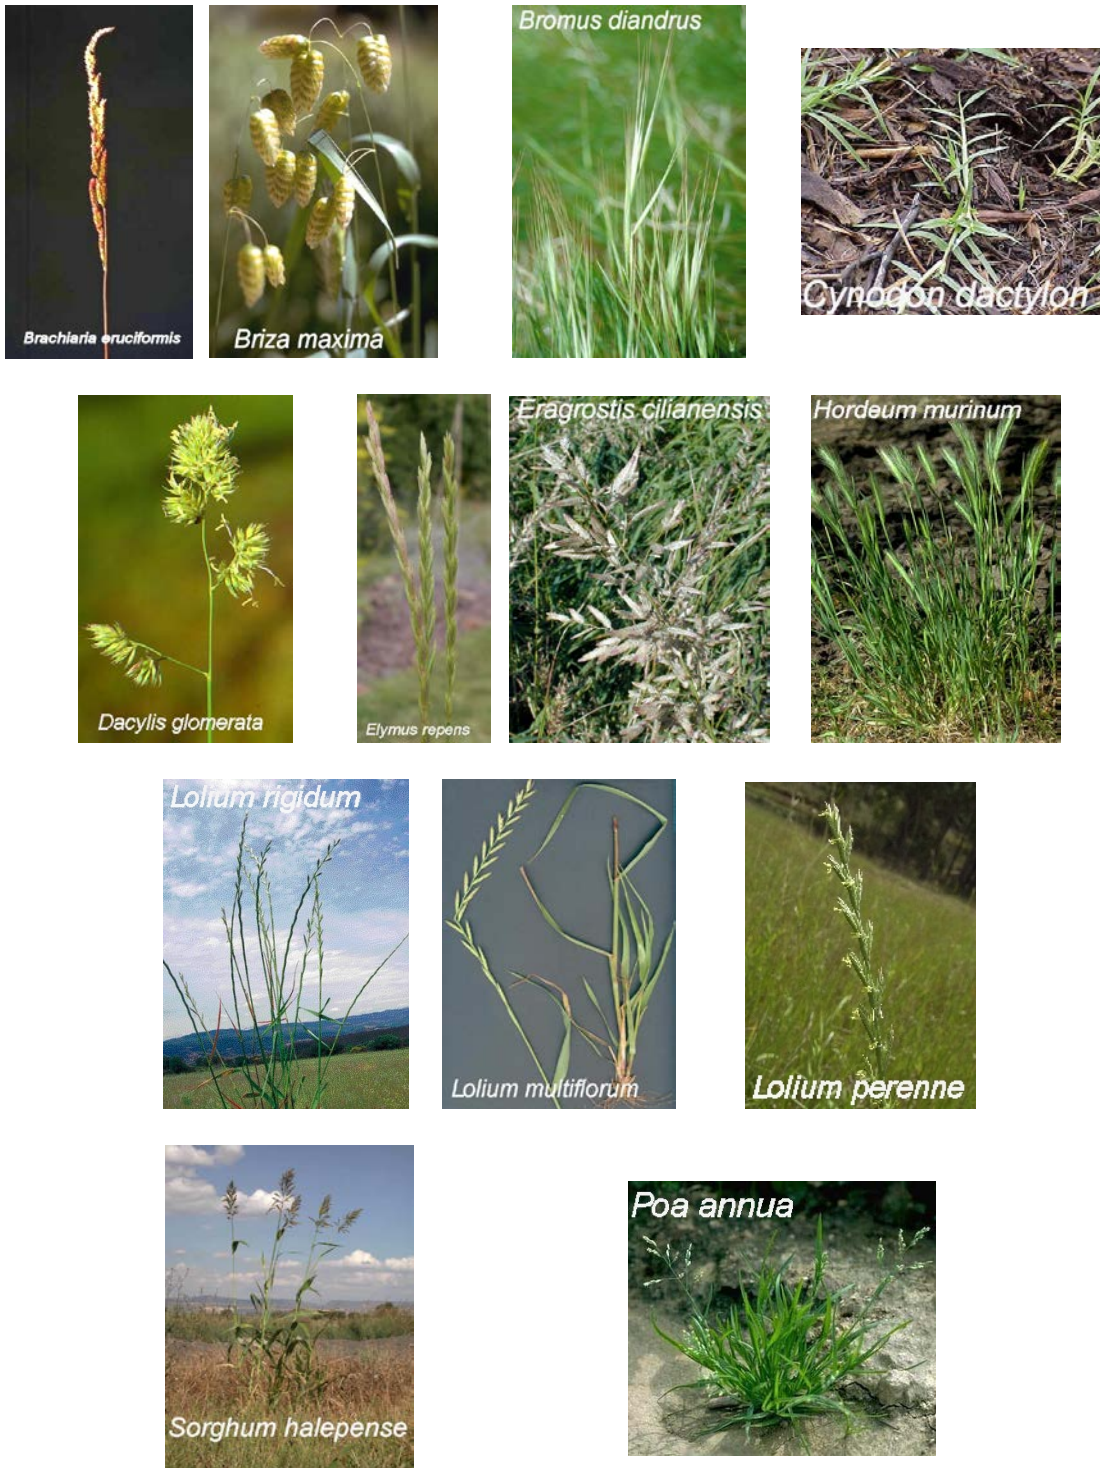 Brachiaria eruciformis
Briza maxima
Bromus diandrus
Cynodon dactylon
Dacylis glomerata
Elymus repens
Eragrostis cilianensis
Hordeum murinum
Lolium rigidum
Lolium multiflorum
Lolium perenne
Sorghum halepense
Poa annua